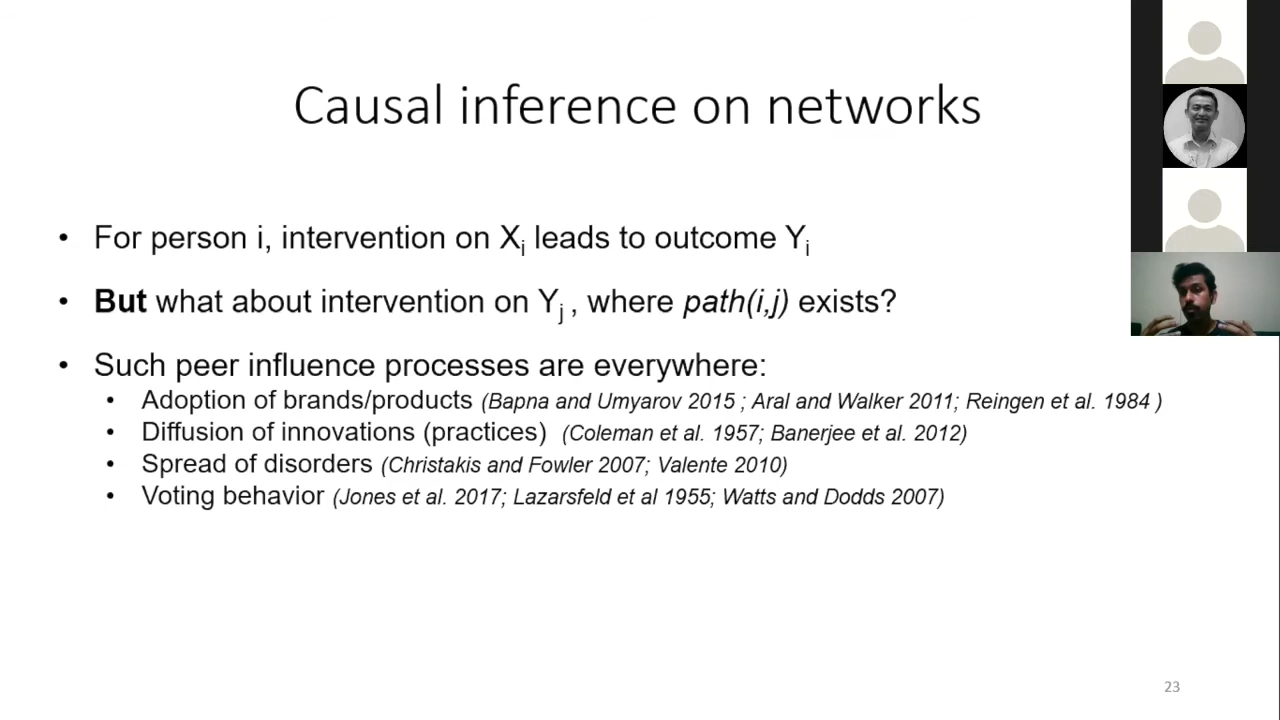 Causal inference on networks
• For person i, intervention on Xi leads to outcome Yi
• But what about intervention on Yj , where path(i,j) exists?
• Such peer influence processes are everywhere:
• Adoption of brands/products (Bapna and Umyarov 2015 ; Aral and Walker 2011; Reingen et al. 1984 )
• Diffusion of innovations (practices) (Coleman et al. 1957; Banerjee et al. 2012)
• Spread of disorders (Christakis and Fowler 2007; Valente 2010)
• Voting behavior (Jones et al. 2017; Lazarsfeld et al 1955; Watts and Dodds 2007)
23